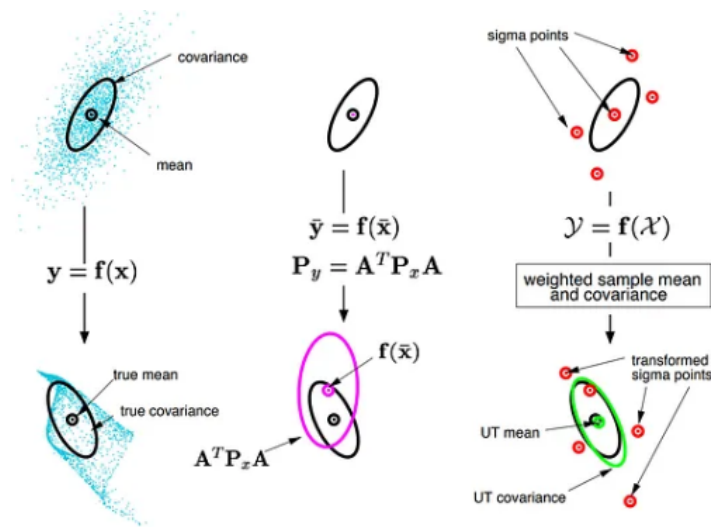 covariance
mean
y = f(x)
true mean
true covariance
ȳ = f(x̄)
P_y = A^T P_x A
f(x̄)
A^T P_x A
sigma points
𝒴 = f(𝒳)
weighted sample mean
and covariance
transformed
sigma points
UT mean
UT covariance